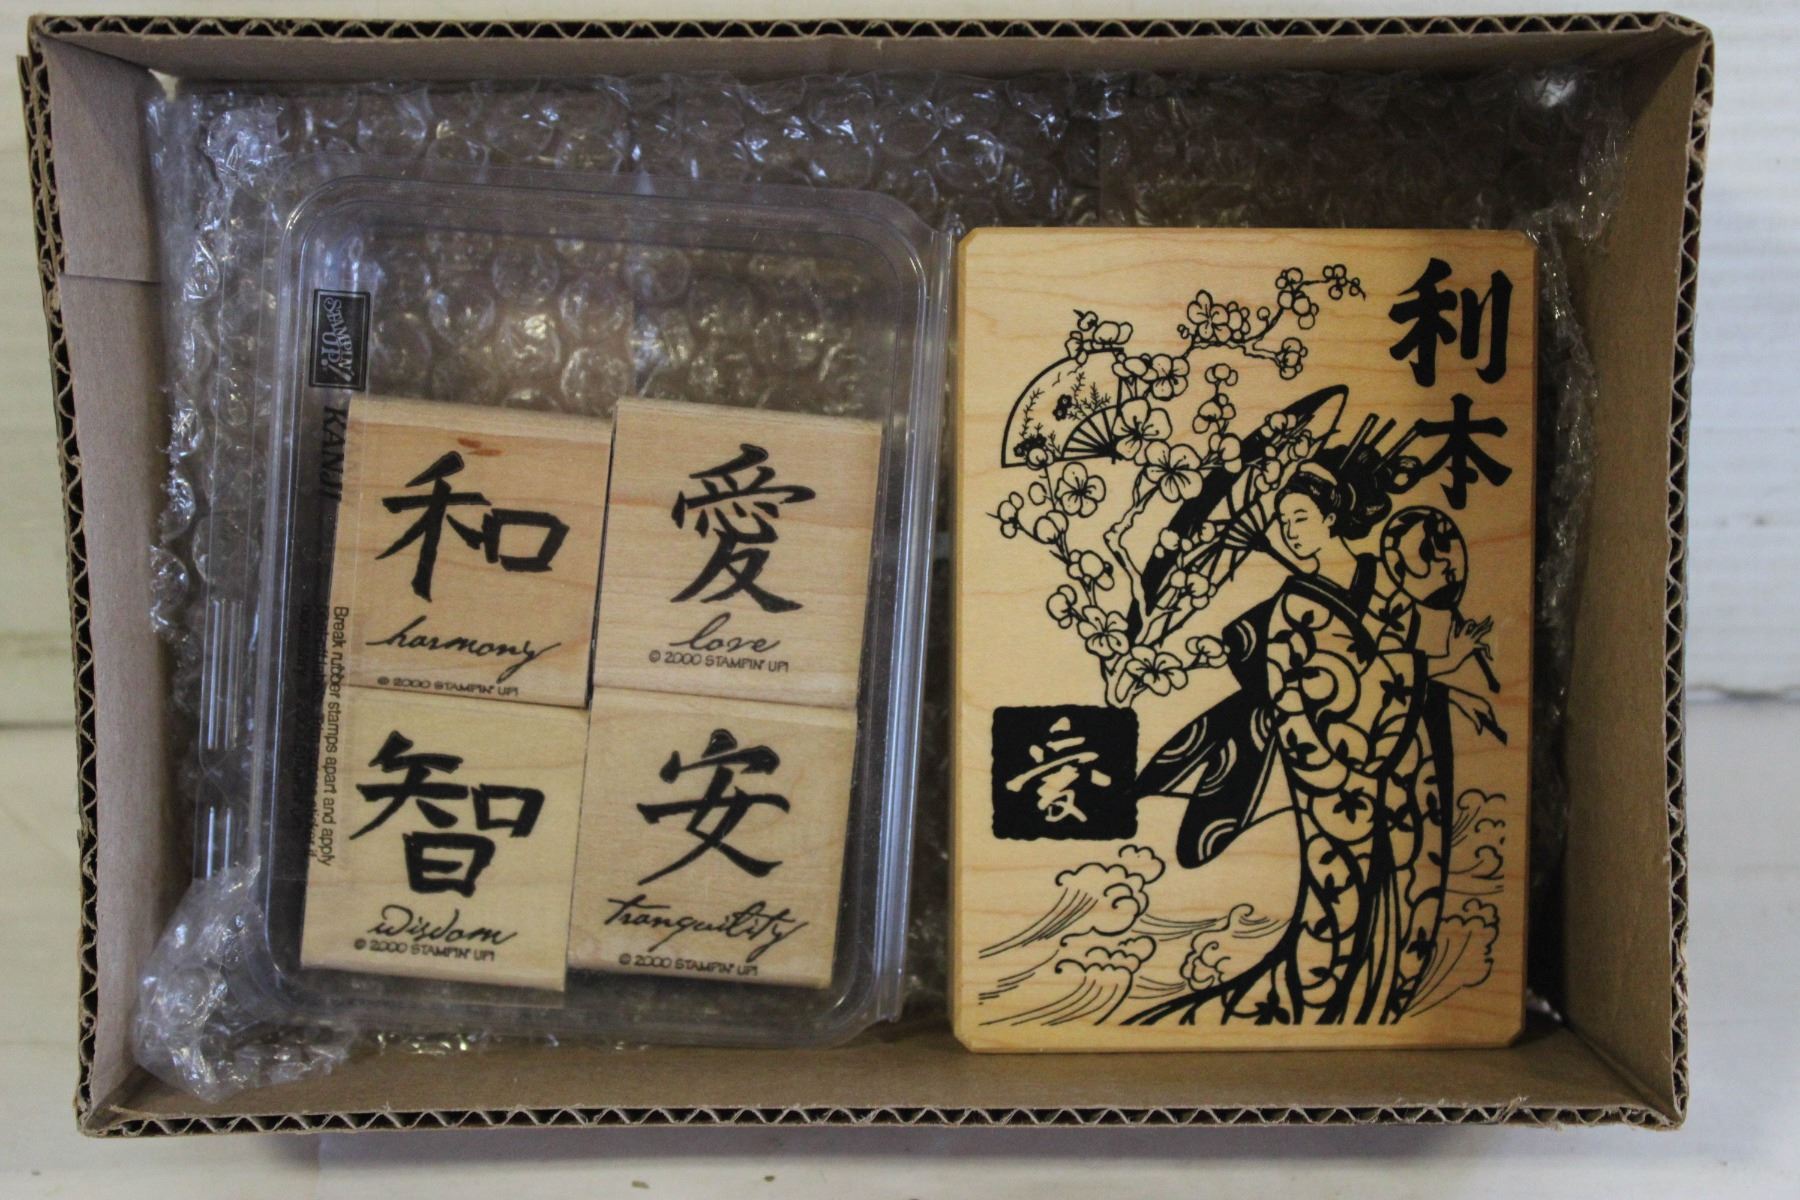 STAMPIN' UP!
KANJI
Break rubber stamps apart and apply
和
harmony
© 2000 STAMPIN' UP!
愛
love
© 2000 STAMPIN' UP!
智
wisdom
© 2000 STAMPIN' UP!
安
tranquility
© 2000 STAMPIN' UP!
利
本
愛